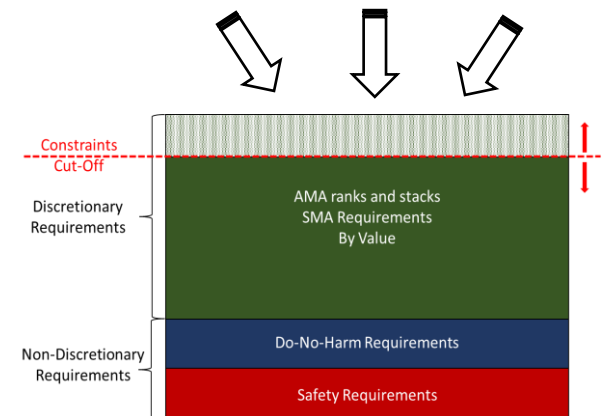 Constraints
Cut-Off
Discretionary
Requirements
AMA ranks and stacks
SMA Requirements
By Value
Non-Discretionary
Requirements
Do-No-Harm Requirements
Safety Requirements